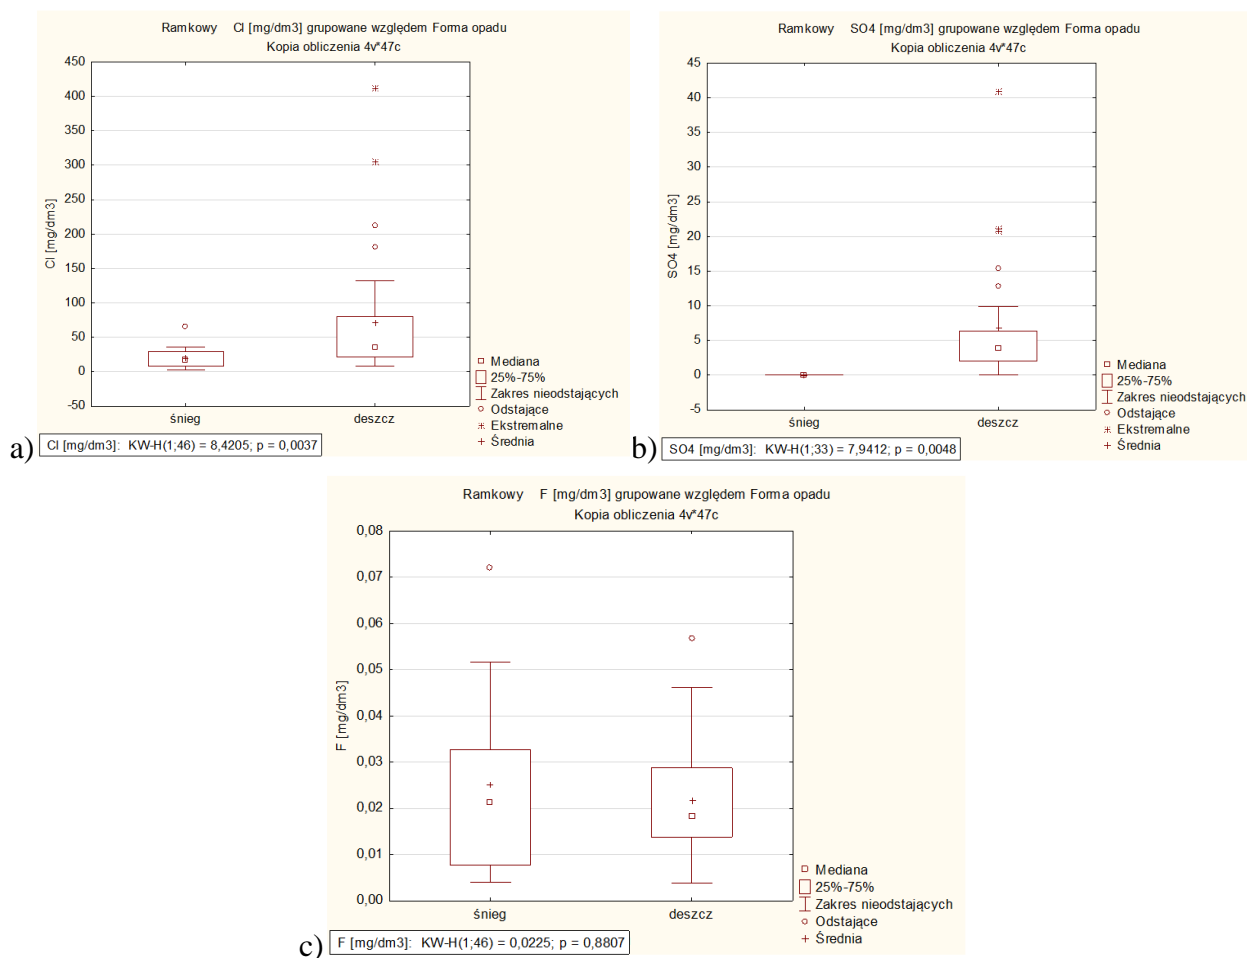 Ramkowy Cl [mg/dm3] grupowane względem Forma opadu
Kopia obliczenia 4v*47c
450
400
350
300
250
200
150
100
50
0
-50
Cl [mg/dm3]
śnieg deszcz
Mediana
25%-75%
Zakres nieodstających
Odstające
Ekstremalne
Średnia
a) Cl [mg/dm3]: KW-H(1;46) = 8,4205; p = 0,0037
Ramkowy SO4 [mg/dm3] grupowane względem Forma opadu
Kopia obliczenia 4v*47c
45
40
35
30
25
20
15
10
5
0
-5
SO4 [mg/dm3]
śnieg deszcz
Mediana
25%-75%
Zakres nieodstających
Odstające
Ekstremalne
Średnia
b) SO4 [mg/dm3]: KW-H(1;33) = 7,9412; p = 0,0048
Ramkowy F [mg/dm3] grupowane względem Forma opadu
Kopia obliczenia 4v*47c
0,08
0,07
0,06
0,05
0,04
0,03
0,02
0,01
0,00
F [mg/dm3]
śnieg deszcz
Mediana
25%-75%
Zakres nieodstających
Odstające
Średnia
c) F [mg/dm3]: KW-H(1;46) = 0,0225; p = 0,8807